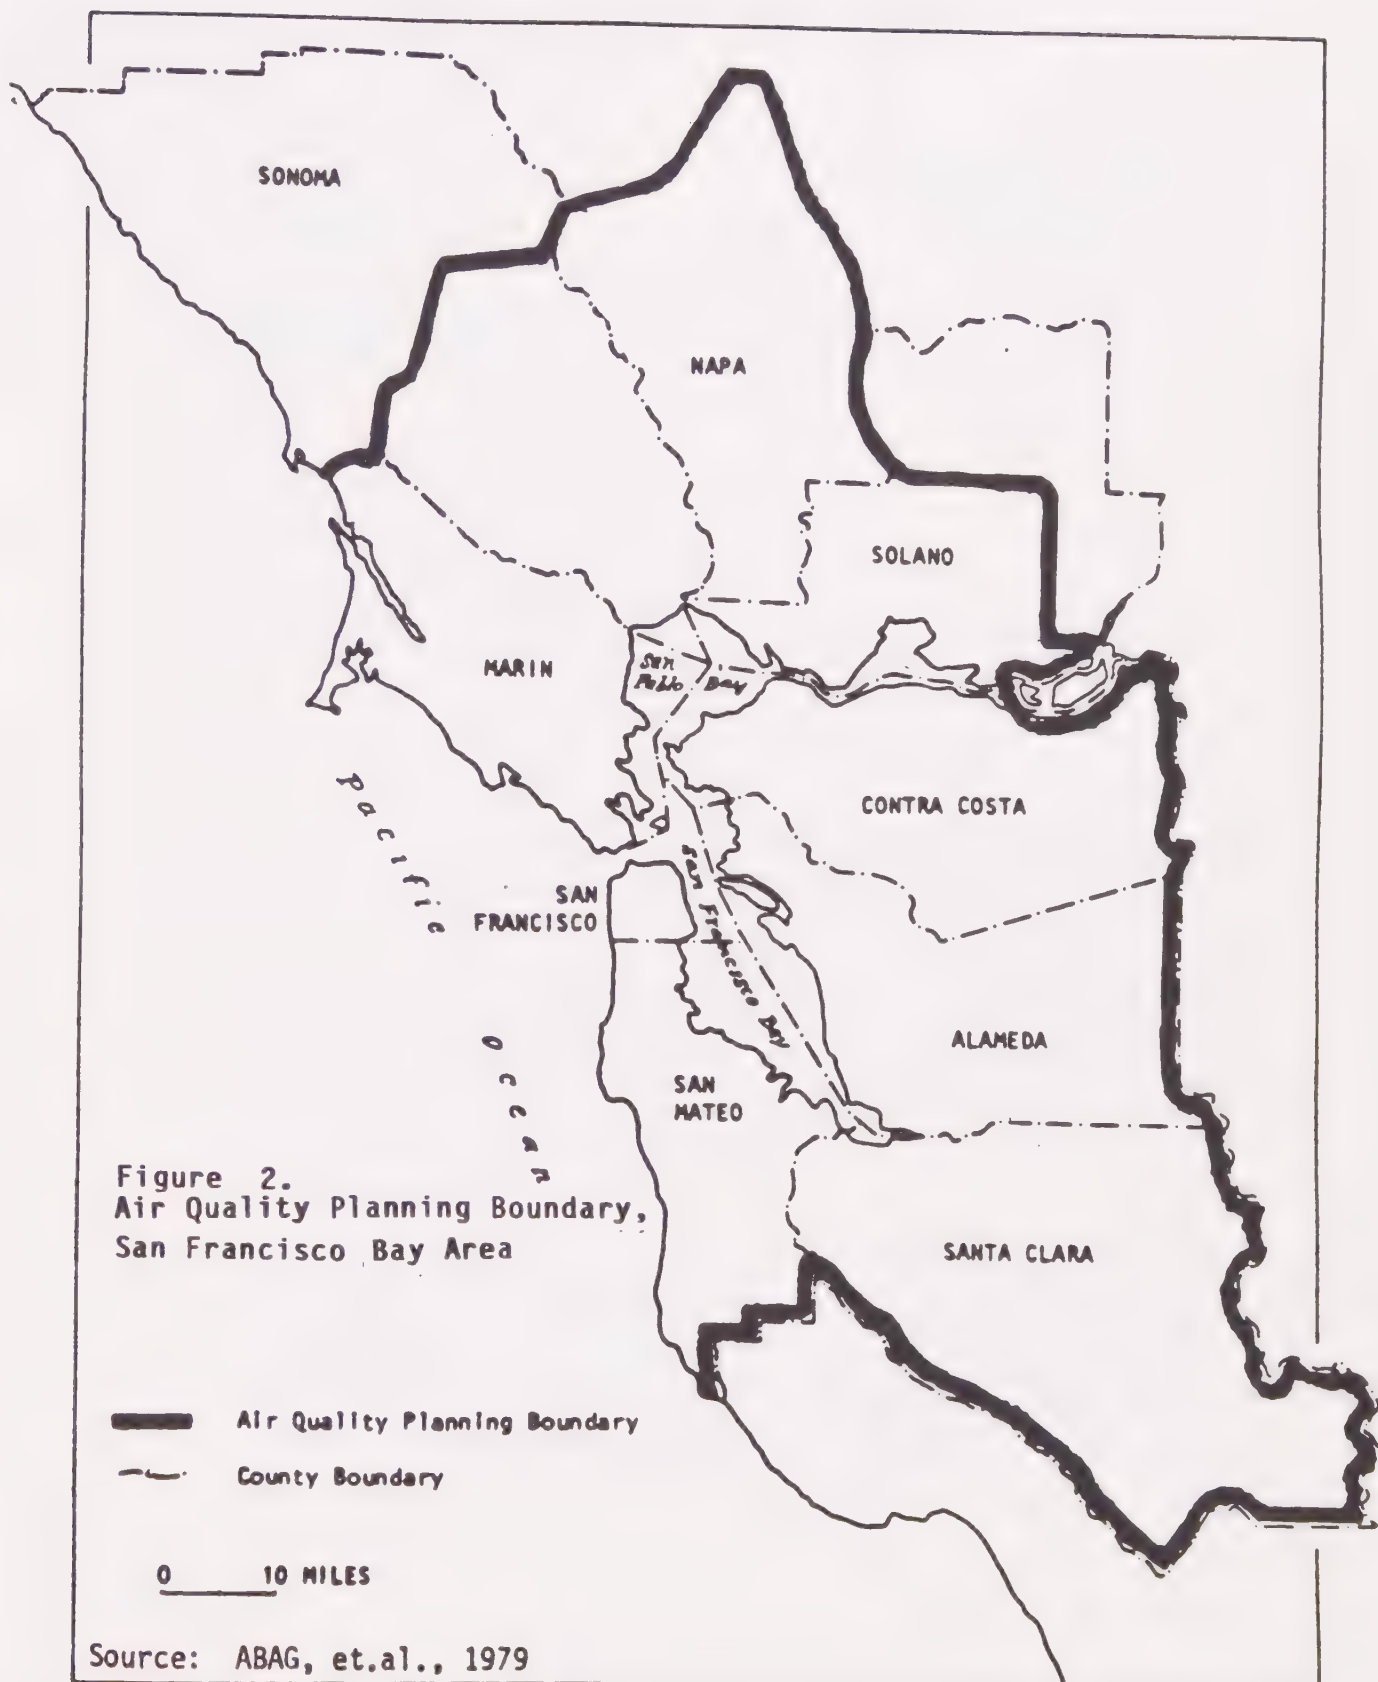 SONOMA
NAPA
SOLANO
MARIN
San
Pablo Bay
CONTRA COSTA
Pacific
San Francisco Bay
SAN
FRANCISCO
ALAMEDA
Ocean
SAN
MATEO
Figure 2.
Air Quality Planning Boundary,
San Francisco Bay Area
SANTA CLARA
Air Quality Planning Boundary
County Boundary
0 10 MILES
Source: ABAG, et.al., 1979